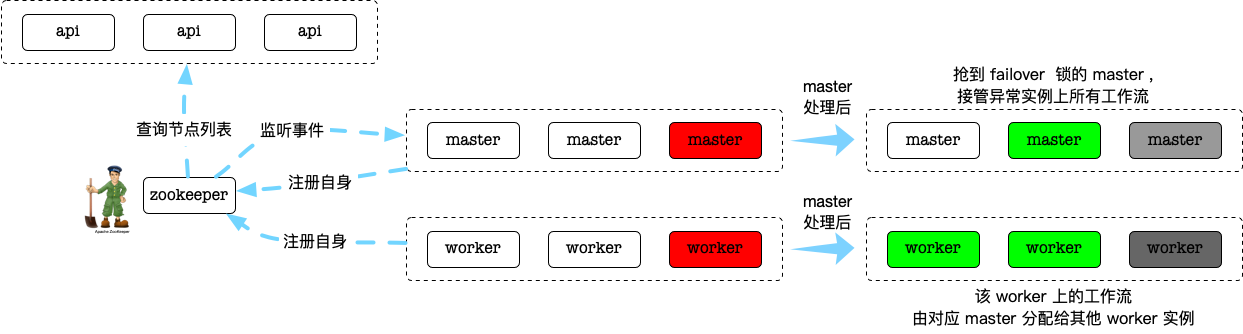 api
api
api
查询节点列表
监听事件
注册自身
注册自身
zookeeper
Apache ZooKeeper
master
master
master
worker
worker
worker
master
处理后
master
处理后
抢到 failover 锁的 master ,
接管异常实例上所有工作流
master
master
master
worker
worker
worker
该 worker 上的工作流
由对应 master 分配给其他 worker 实例